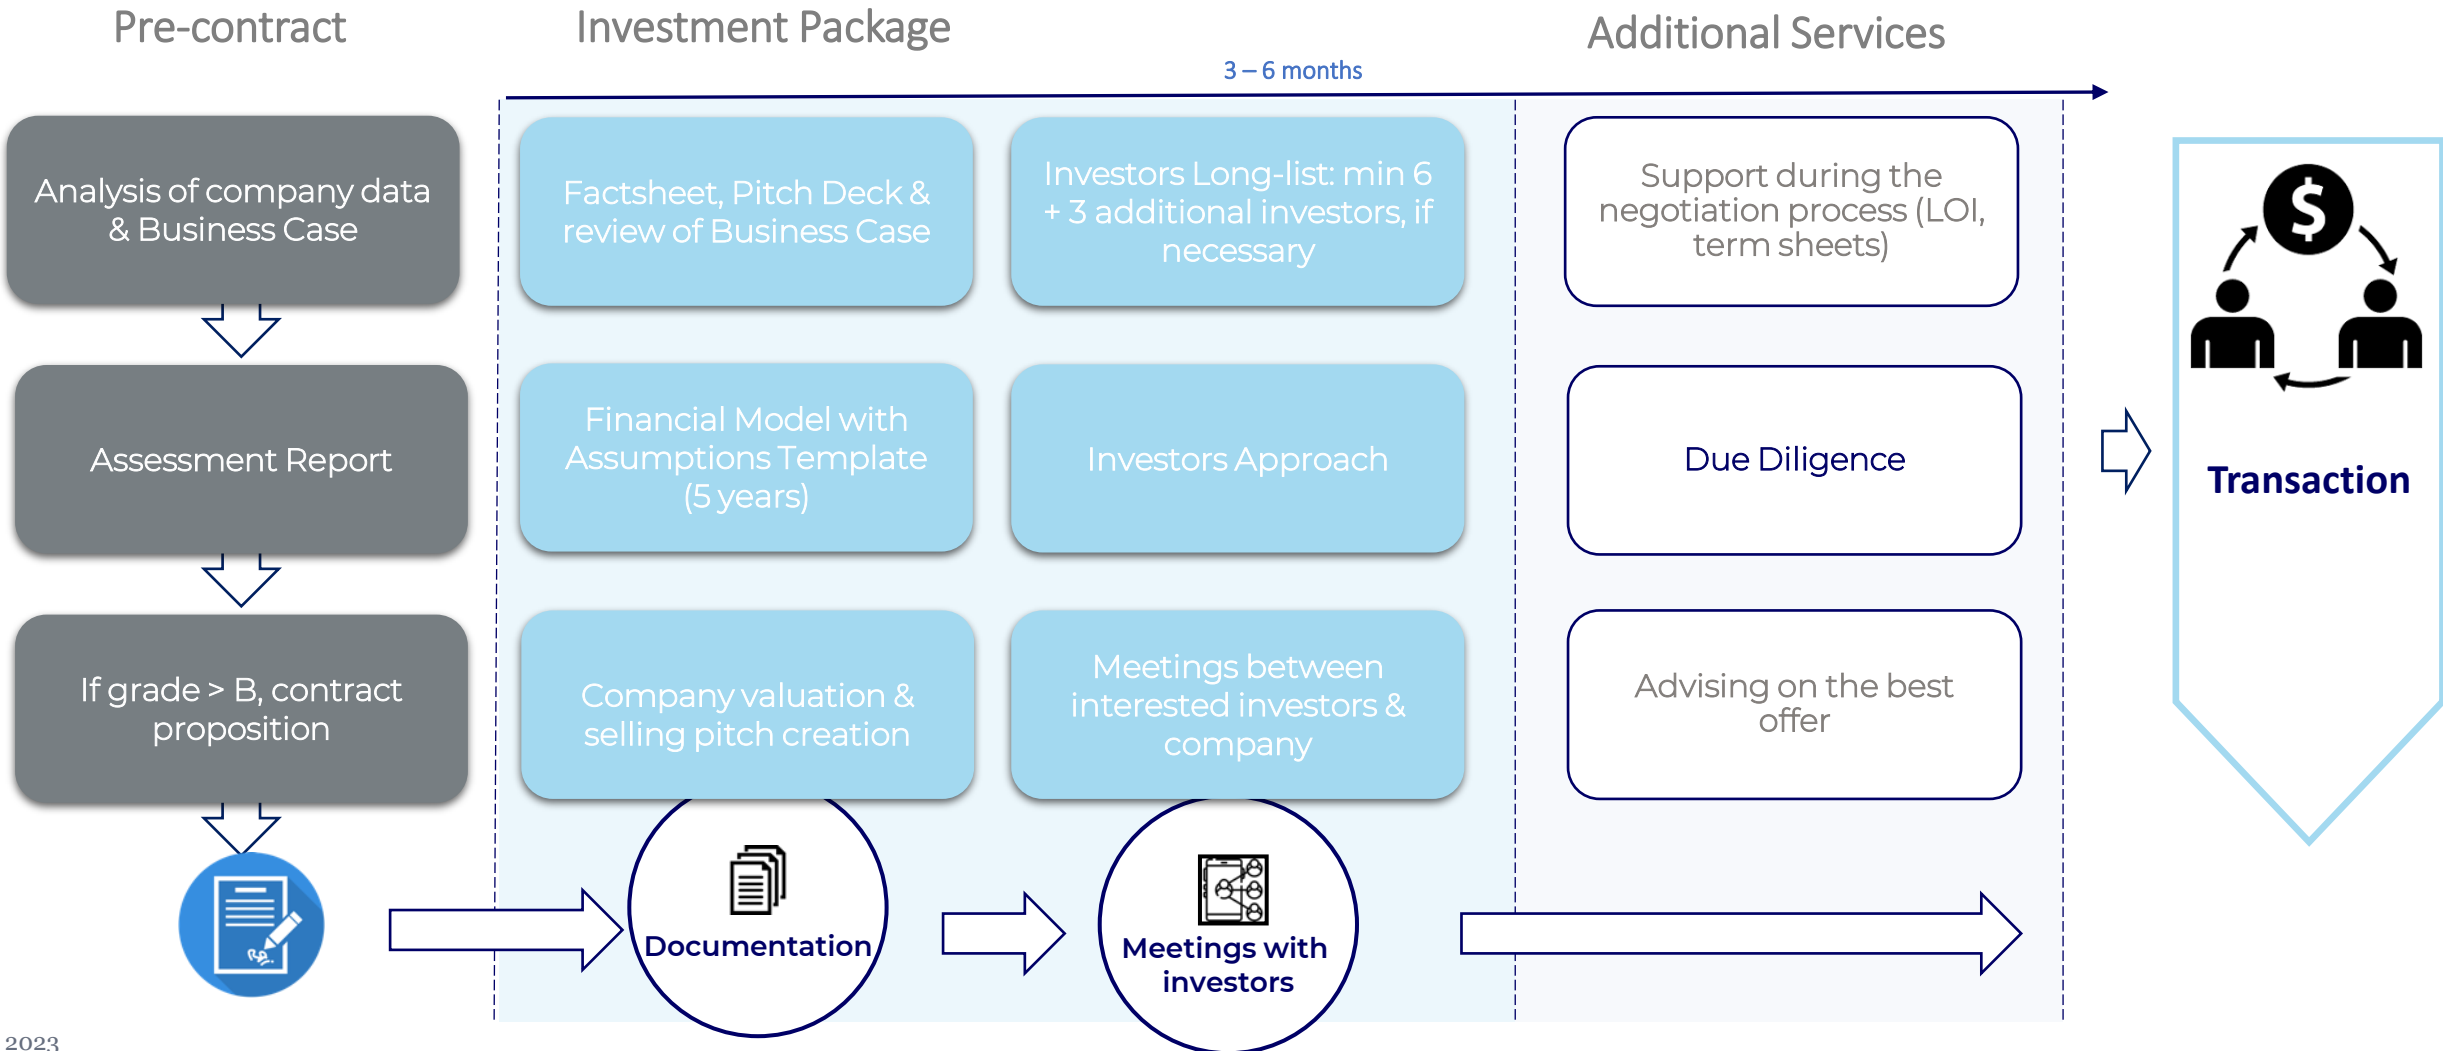 Pre-contract
Investment Package
Additional Services
3 – 6 months
Analysis of company data
& Business Case
Assessment Report
If grade > B, contract
proposition
Factsheet, Pitch Deck &
review of Business Case
Financial Model with
Assumptions Template
(5 years)
Company valuation &
selling pitch creation
Documentation
Investors Long-list: min 6
+ 3 additional investors, if
necessary
Investors Approach
Meetings between
interested investors &
company
Meetings with
investors
Support during the
negotiation process (LOI,
term sheets)
Due Diligence
Advising on the best
offer
$
Transaction
2023